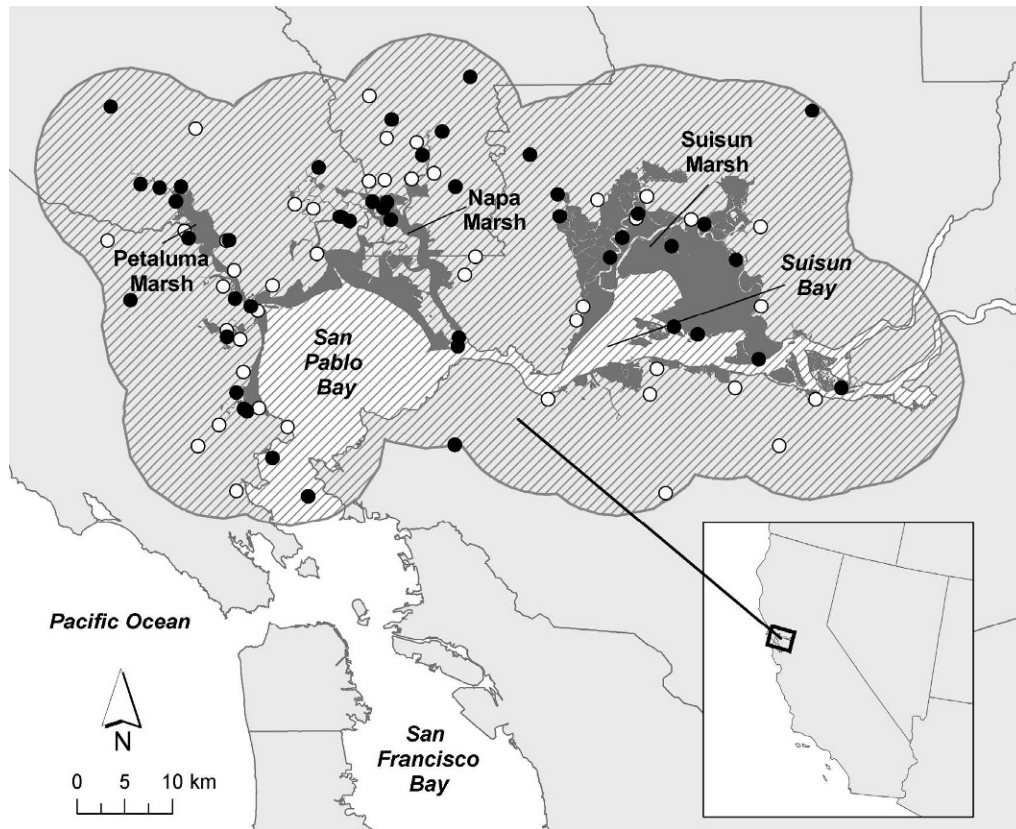 Suisun
Marsh
Napa
Marsh
Petaluma
Marsh
Suisun
Bay
San
Pablo
Bay
Pacific Ocean
N
San
Francisco
Bay
0 5 10 km